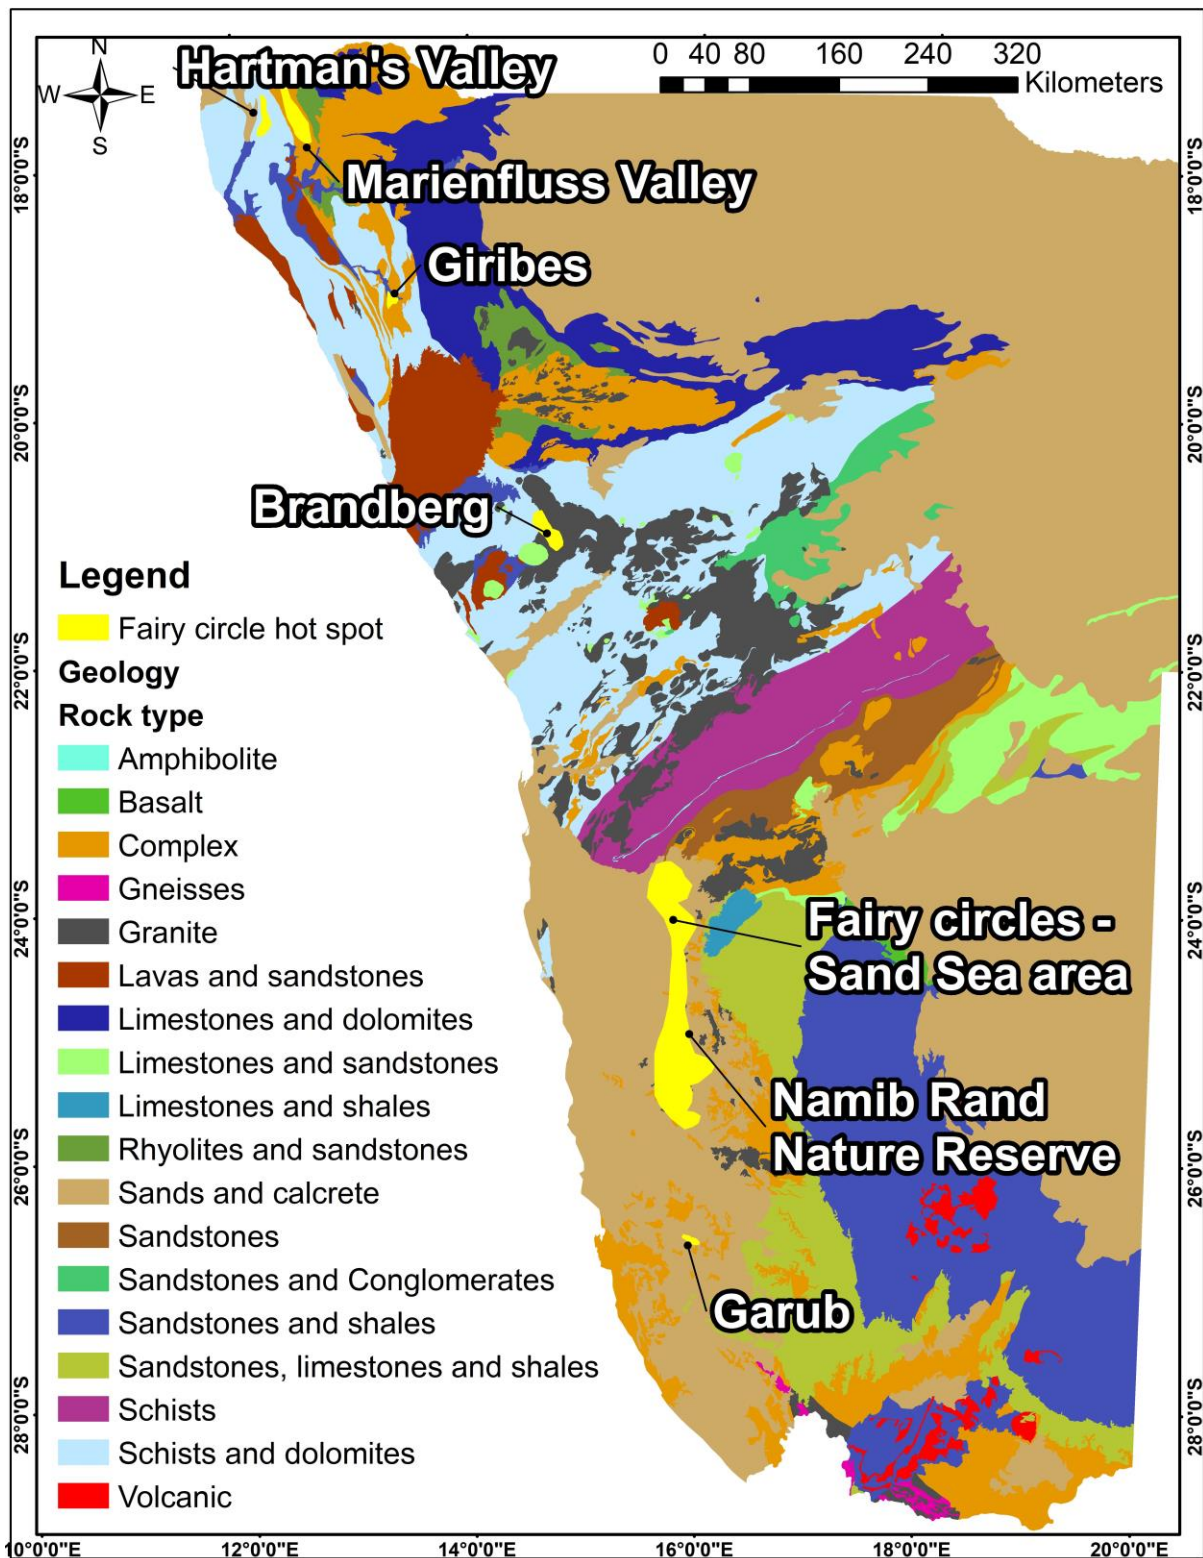 N
W E
S
0 40 80 160 240 320
Kilometers
Hartman's Valley
Marienfluss Valley
Giribes
Brandberg
Fairy circles -
Sand Sea area
Namib Rand
Nature Reserve
Garub
Legend
Fairy circle hot spot
Geology
Rock type
Amphibolite
Basalt
Complex
Gneisses
Granite
Lavas and sandstones
Limestones and dolomites
Limestones and sandstones
Limestones and shales
Rhyolites and sandstones
Sands and calcrete
Sandstones
Sandstones and Conglomerates
Sandstones and shales
Sandstones, limestones and shales
Schists
Schists and dolomites
Volcanic
18°0'0"S
20°0'0"S
22°0'0"S
24°0'0"S
26°0'0"S
28°0'0"S
18°0'0"S
20°0'0"S
22°0'0"S
24°0'0"S
26°0'0"S
28°0'0"S
10°0'0"E 12°0'0"E 14°0'0"E 16°0'0"E 18°0'0"E 20°0'0"E